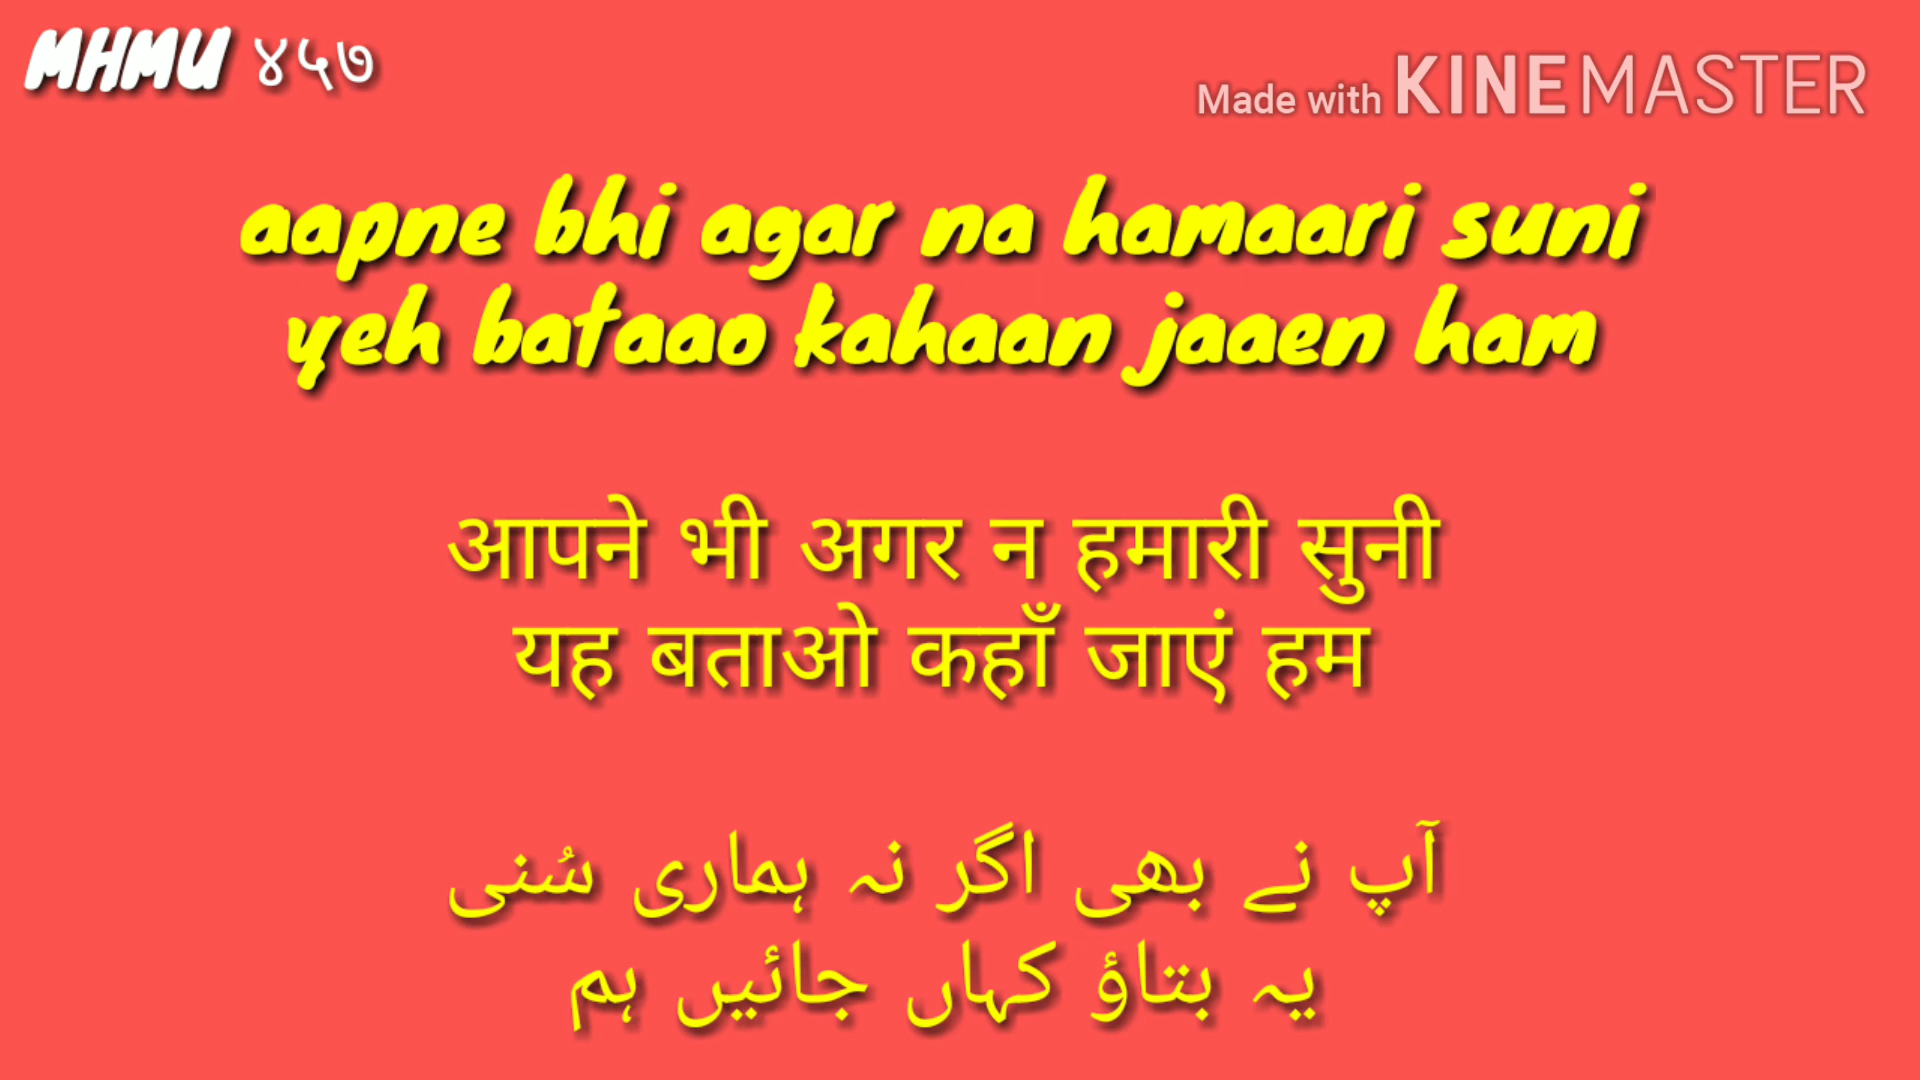 MHMU ४५७
Made with KINEMASTER
aapne bhi agar na hamaari suni
yeh bataao kahaan jaaen ham
आपने भी अगर न हमारी सुनी
यह बताओ कहाँ जाएं हम
آپ نے بھی اگر نہ ہماری سُنی
یہ بتاؤ کہاں جائیں ہم